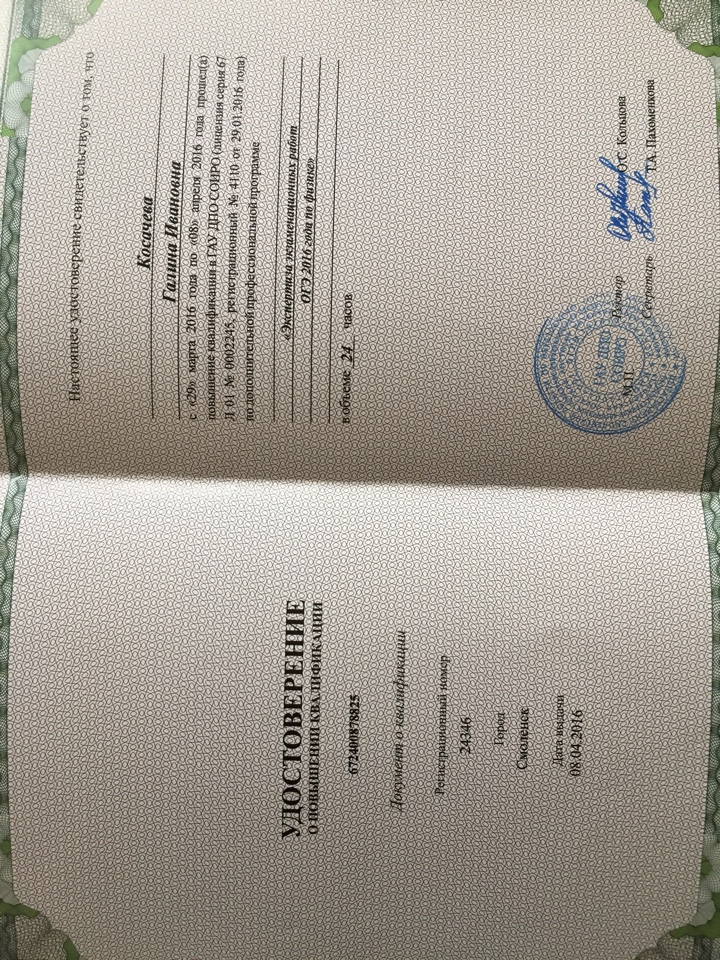 УДОСТОВЕРЕНИЕ
О ПОВЫШЕНИИ КВАЛИФИКАЦИИ
672400878825
Документ о квалификации
Регистрационный номер
24346
Город
Смоленск
Дата выдачи
08.04.2016
Настоящее удостоверение свидетельствует о том, что
Косачева
Галина Ивановна
с «29» марта 2016 года по «08» апреля 2016 года прошел(а)
повышение квалификации в ГАУ ДПО СОИРО (лицензия серия 67
Л 01 № 0002245, регистрационный № 4110 от 29.01.2016 года)
по дополнительной профессиональной программе
«Экспертиза экзаменационных работ
ОГЭ 2016 года по физике»
в объеме 24 часов
ГАУ ДПО
СОИРО
М.П.
Ректор О.С. Кольцова
Секретарь Т.А. Пахоменкова